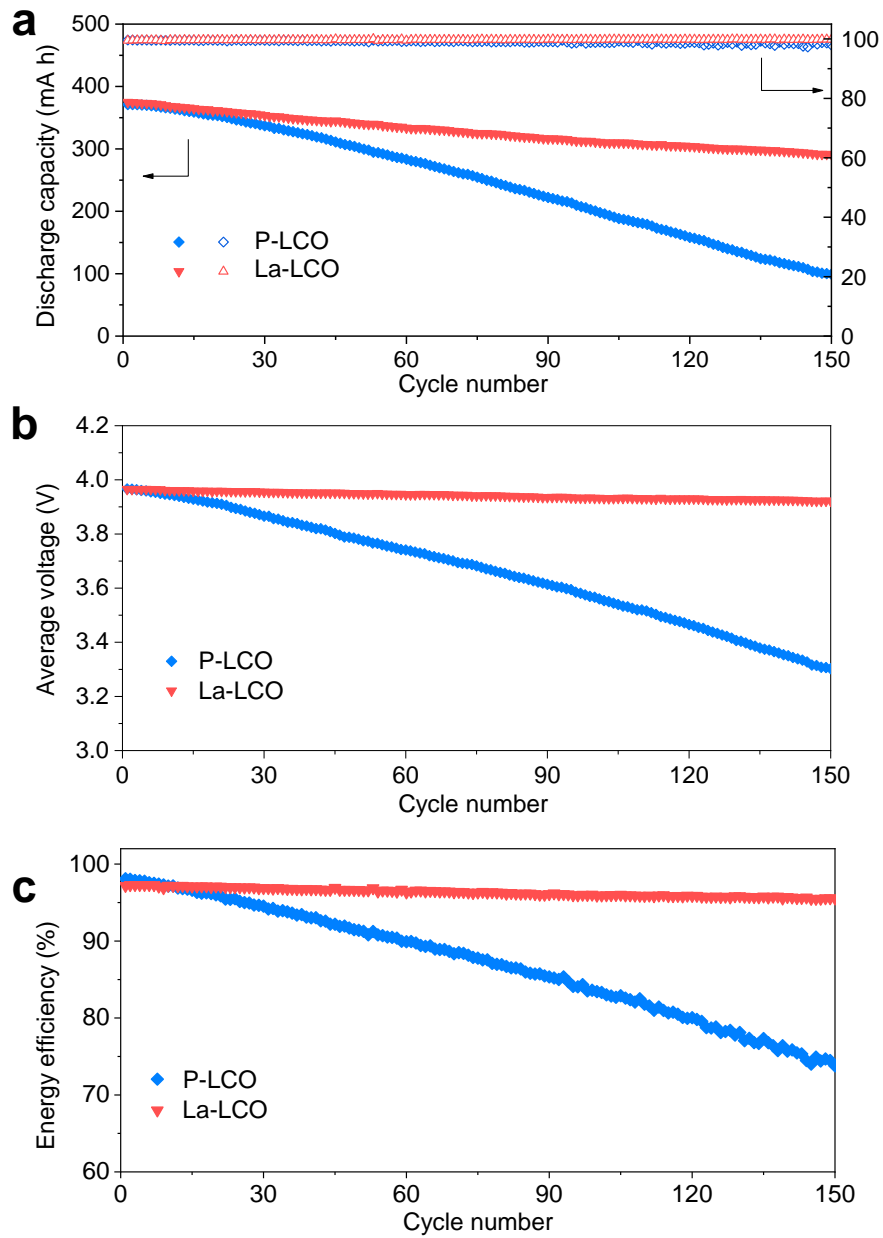 a
Discharge capacity (mA h)
500
400
300
200
100
0
100
80
60
40
20
0
P-LCO
La-LCO
0 30 60 90 120 150
Cycle number
b
Average voltage (V)
4.2
4.0
3.8
3.6
3.4
3.2
3.0
P-LCO
La-LCO
0 30 60 90 120 150
Cycle number
c
Energy efficiency (%)
100
90
80
70
60
P-LCO
La-LCO
0 30 60 90 120 150
Cycle number